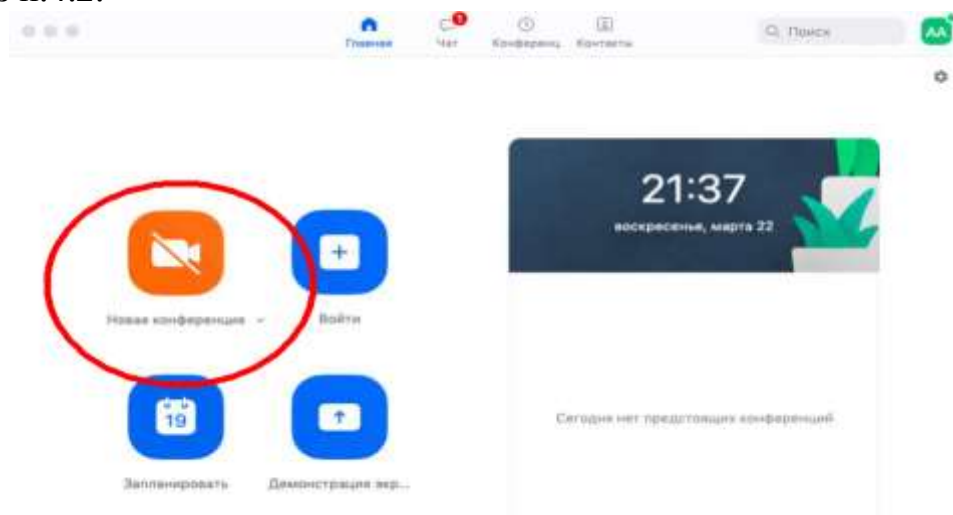 Главная
Чат
1
Конференц
Контакты
Поиск
AA
21:37
воскресенье, марта 22
Новая конференция
Войти
19
Запланировать
Демонстрация экр...
Сегодня нет предстоящих конференций